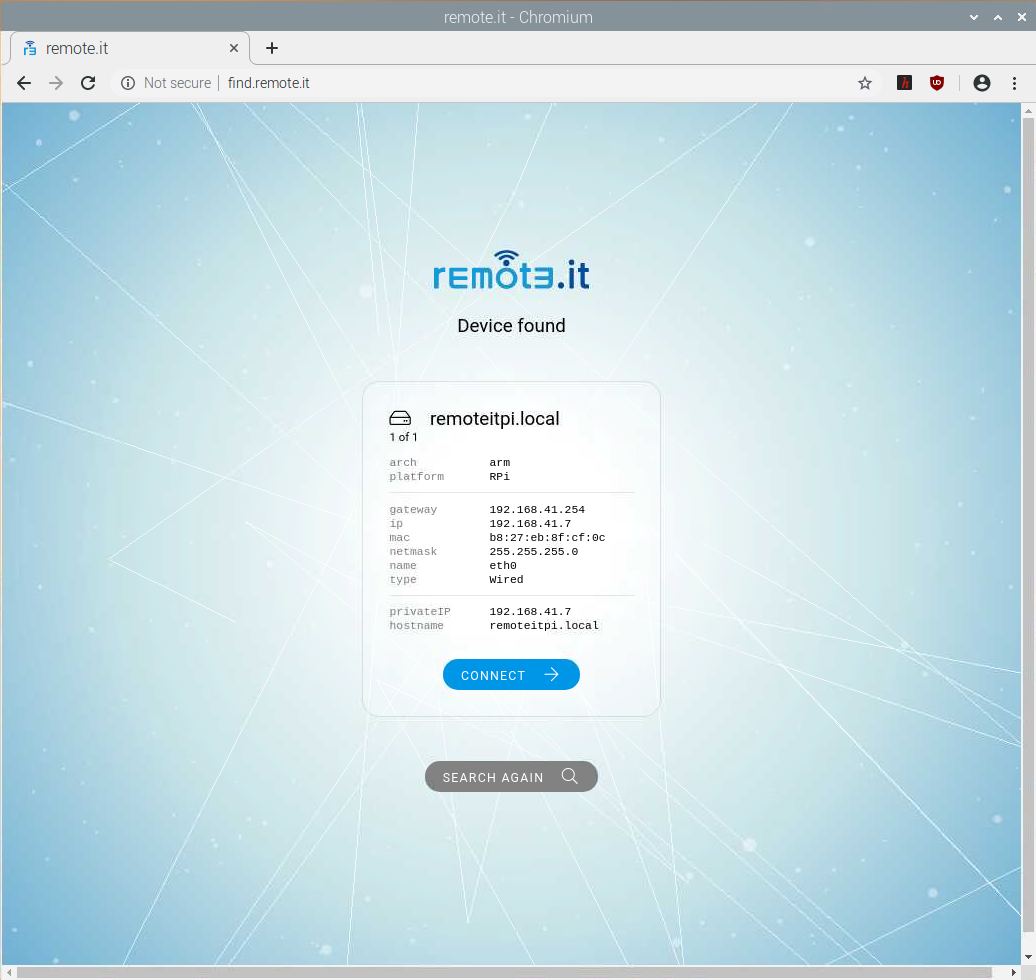 remote.it - Chromium
remote.it
Not secure find.remote.it
remote.it
Device found
remoteitpi.local
1 of 1
arch arm
platform RPi
gateway 192.168.41.254
ip 192.168.41.7
mac b8:27:eb:8f:cf:0c
netmask 255.255.255.0
name eth0
type Wired
privateIP 192.168.41.7
hostname remoteitpi.local
CONNECT
SEARCH AGAIN